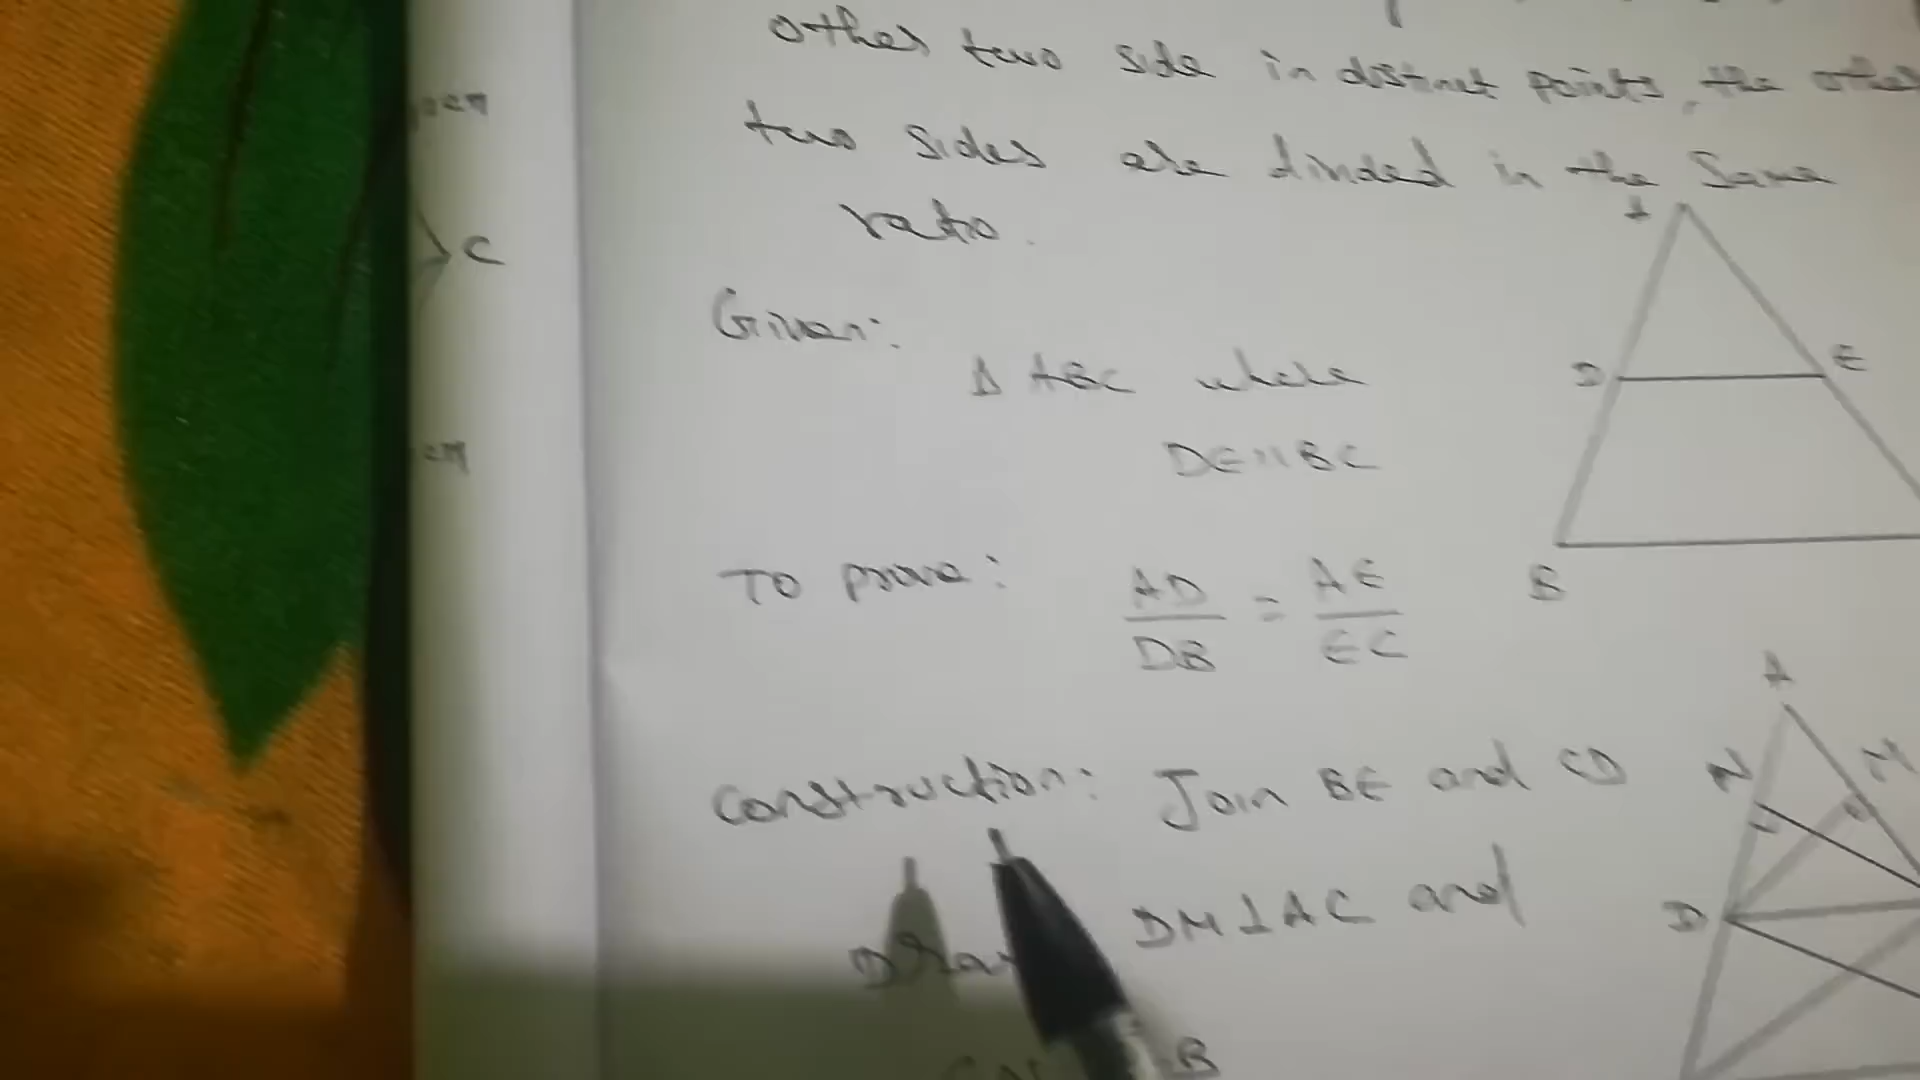 other two side in distinct points, the other
two sides are divided in the same
ratio.
Given:
Δ ABC where
DE || BC
To prove: AD/DB = AE/EC
Construction: Join BE and CD
Draw DM ⊥ AC and
A
D
E
B
A
N
M
D
C